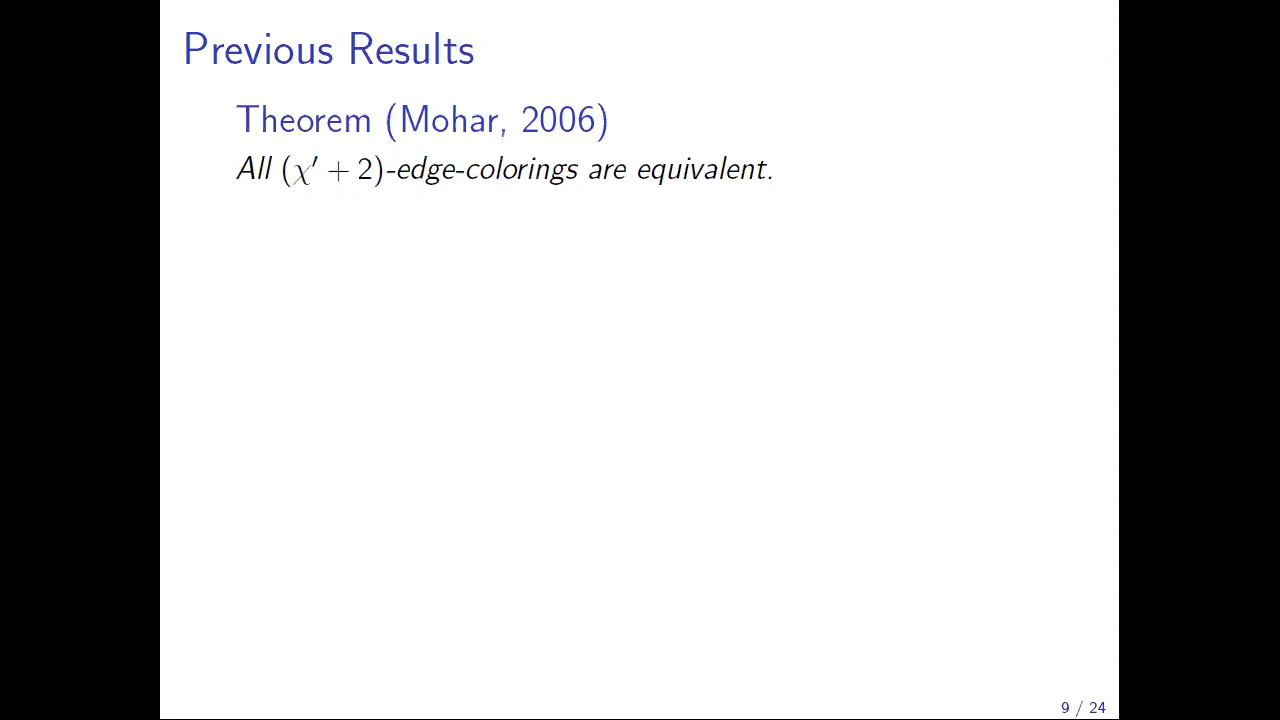 Previous Results
Theorem (Mohar, 2006)
All (χ′ + 2)-edge-colorings are equivalent.
9 / 24